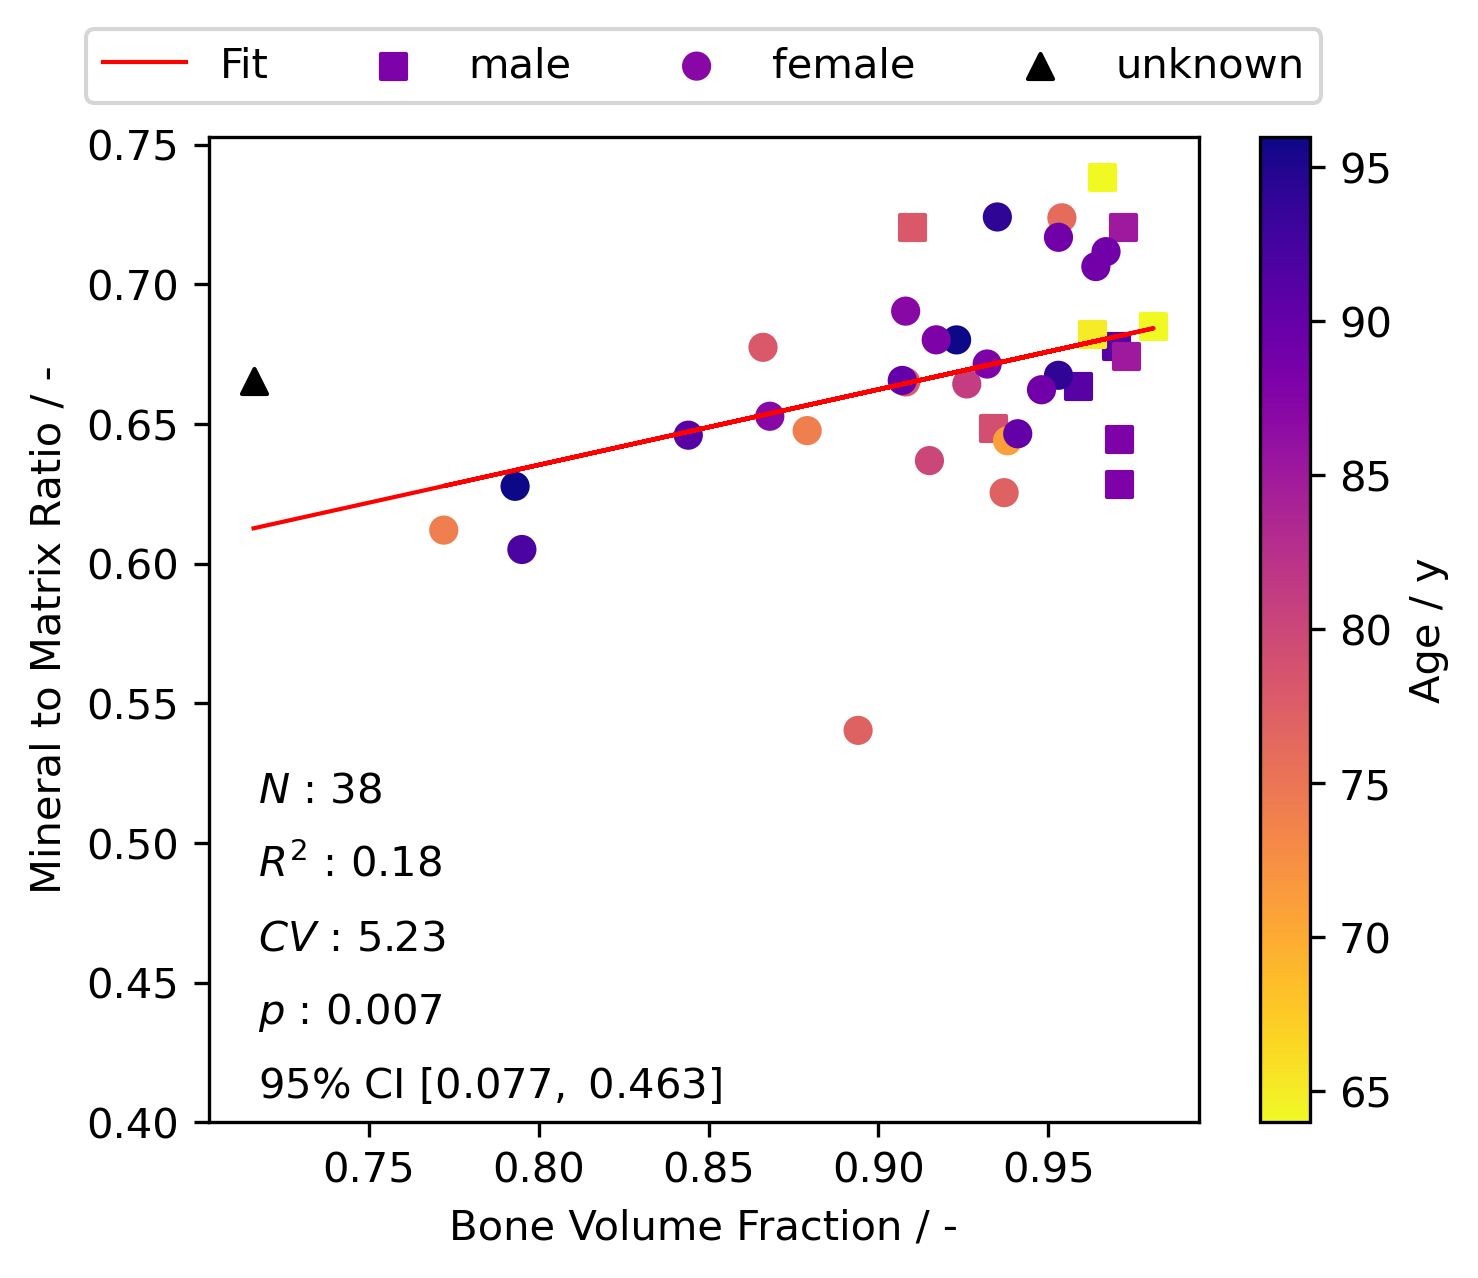 Fit male female unknown
0.75
0.70
0.65
0.60
0.55
0.50
0.45
0.40
Mineral to Matrix Ratio / -
N : 38
R² : 0.18
CV : 5.23
p : 0.007
95% CI [0.077, 0.463]
0.75 0.80 0.85 0.90 0.95
Bone Volume Fraction / -
95
90
85
80
75
70
65
Age / y